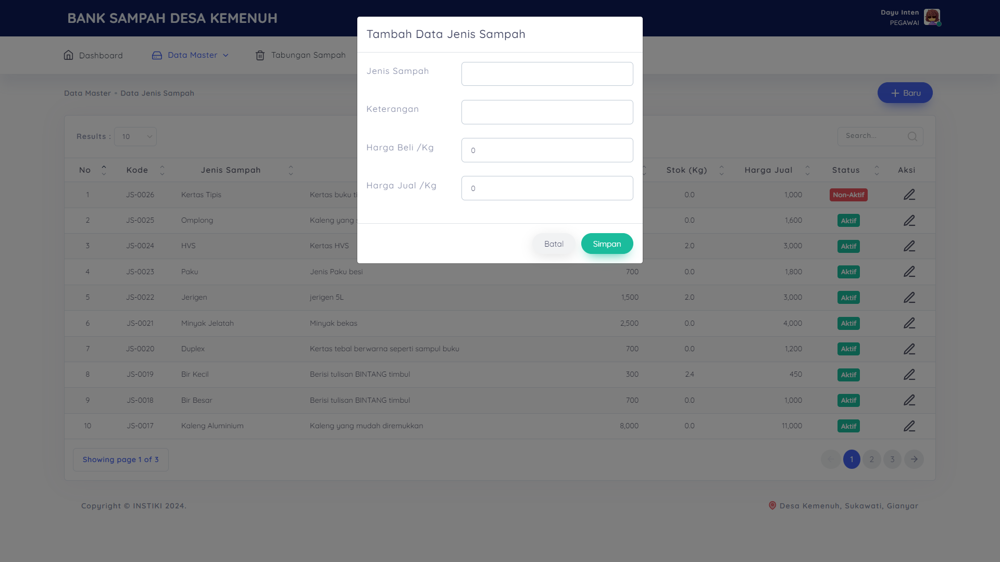 BANK SAMPAH DESA KEMENUH
Dayu Inten
PEGAWAI
Dashboard
Data Master
Tabungan Sampah
Tambah Data Jenis Sampah
Jenis Sampah
Keterangan
Harga Beli /Kg
0
Harga Jual /Kg
0
Batal
Simpan
Data Master Data Jenis Sampah
+ Baru
Results : 10
Search...
No Kode Jenis Sampah Stok (Kg) Harga Jual Status Aksi
1 JS-0026 Kertas Tipis Kertas buku 0.0 1,000 Non-Aktif
2 JS-0025 Omplong Kaleng yang 0.0 1,600 Aktif
3 JS-0024 HVS Kertas HVS 2.0 3,000 Aktif
4 JS-0023 Paku Jenis Paku besi 700 0.0 1,800 Aktif
5 JS-0022 Jerigen jerigen 5L 1,500 2.0 3,000 Aktif
6 JS-0021 Minyak Jelatah Minyak bekas 2,500 0.0 4,000 Aktif
7 JS-0020 Duplex Kertas tebal berwarna seperti sampul buku 700 0.0 1,200 Aktif
8 JS-0019 Bir Kecil Berisi tulisan BINTANG timbul 300 2.4 450 Aktif
9 JS-0018 Bir Besar Berisi tulisan BINTANG timbul 700 0.0 1,000 Aktif
10 JS-0017 Kaleng Aluminium Kaleng yang mudah diremukkan 8,000 0.0 11,000 Aktif
Showing page 1 of 3
1 2 3
Copyright © INSTIKI 2024.
Desa Kemenuh, Sukawati, Gianyar